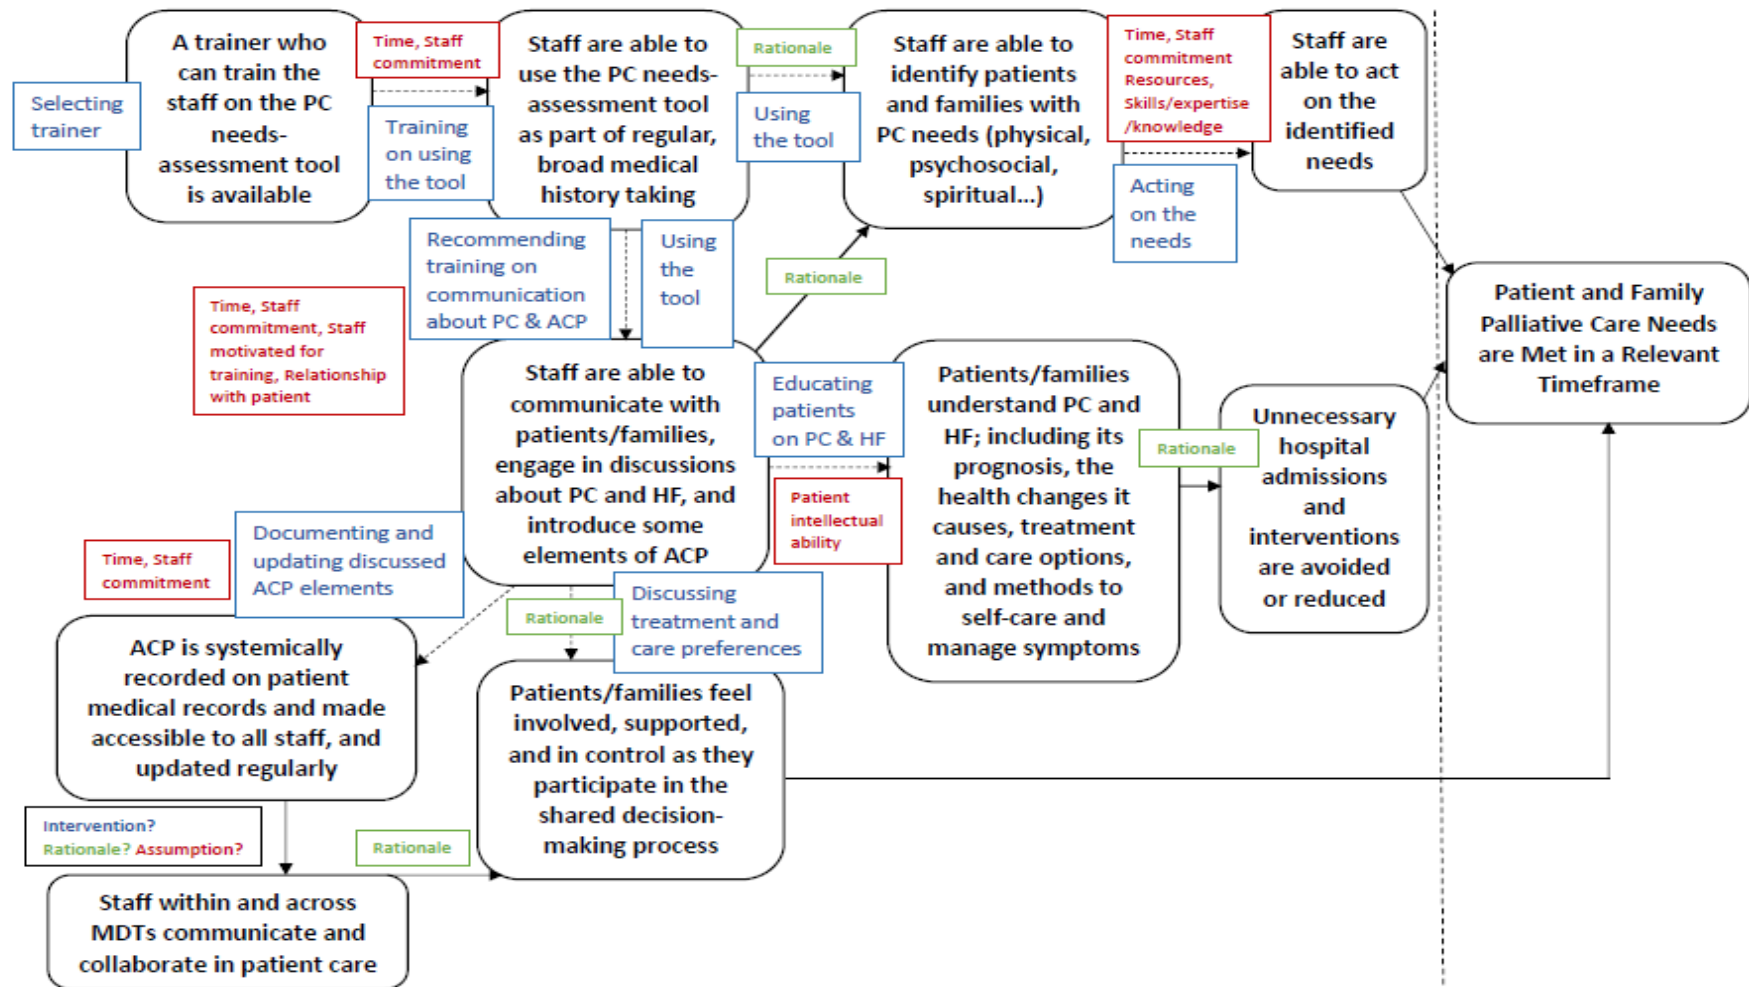 Selecting
trainer
A trainer who
can train the
staff on the PC
needs-
assessment tool
is available
Time, Staff
commitment
Training
on using
the tool
Staff are able to
use the PC needs-
assessment tool
as part of regular,
broad medical
history taking
Rationale
Using
the tool
Staff are able to
identify patients
and families with
PC needs (physical,
psychosocial,
spiritual...)
Time, Staff
commitment
Resources,
Skills/expertise
/knowledge
Acting
on the
needs
Staff are
able to act
on the
identified
needs
Recommending
training on
communication
about PC & ACP
Using
the
tool
Rationale
Time, Staff
commitment, Staff
motivated for
training, Relationship
with patient
Patient and Family
Palliative Care Needs
are Met in a Relevant
Timeframe
Staff are able to
communicate with
patients/families,
engage in discussions
about PC and HF, and
introduce some
elements of ACP
Educating
patients
on PC & HF
Patient
intellectual
ability
Patients/families
understand PC and
HF; including its
prognosis, the
health changes it
causes, treatment
and care options,
and methods to
self-care and
manage symptoms
Rationale
Unnecessary
hospital
admissions
and
interventions
are avoided
or reduced
Time, Staff
commitment
Documenting and
updating discussed
ACP elements
Rationale
Discussing
treatment and
care preferences
ACP is systemically
recorded on patient
medical records and made
accessible to all staff, and
updated regularly
Patients/families feel
involved, supported,
and in control as they
participate in the
shared decision-
making process
Intervention?
Rationale? Assumption?
Rationale
Staff within and across
MDTs communicate and
collaborate in patient care